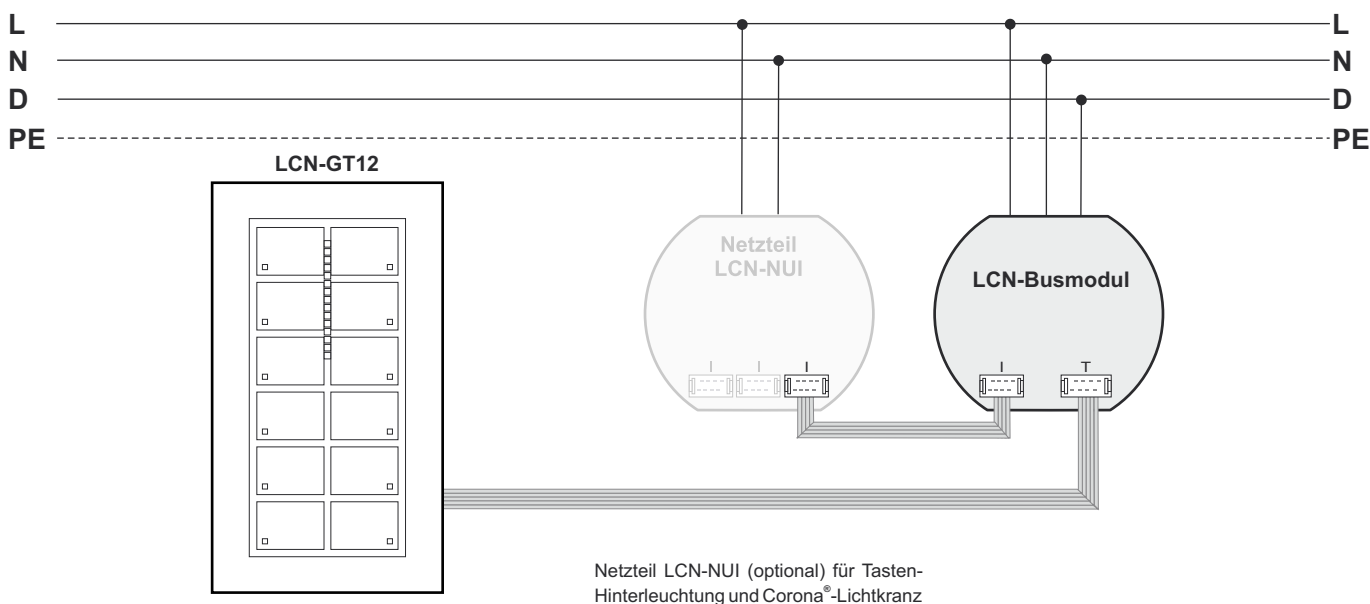 L L
N N
D D
PE PE
LCN-GT12
Netzteil
LCN-NUI
LCN-Busmodul
I I I I T
Netzteil LCN-NUI (optional) für Tasten-
Hinterleuchtung und Corona®-Lichtkranz